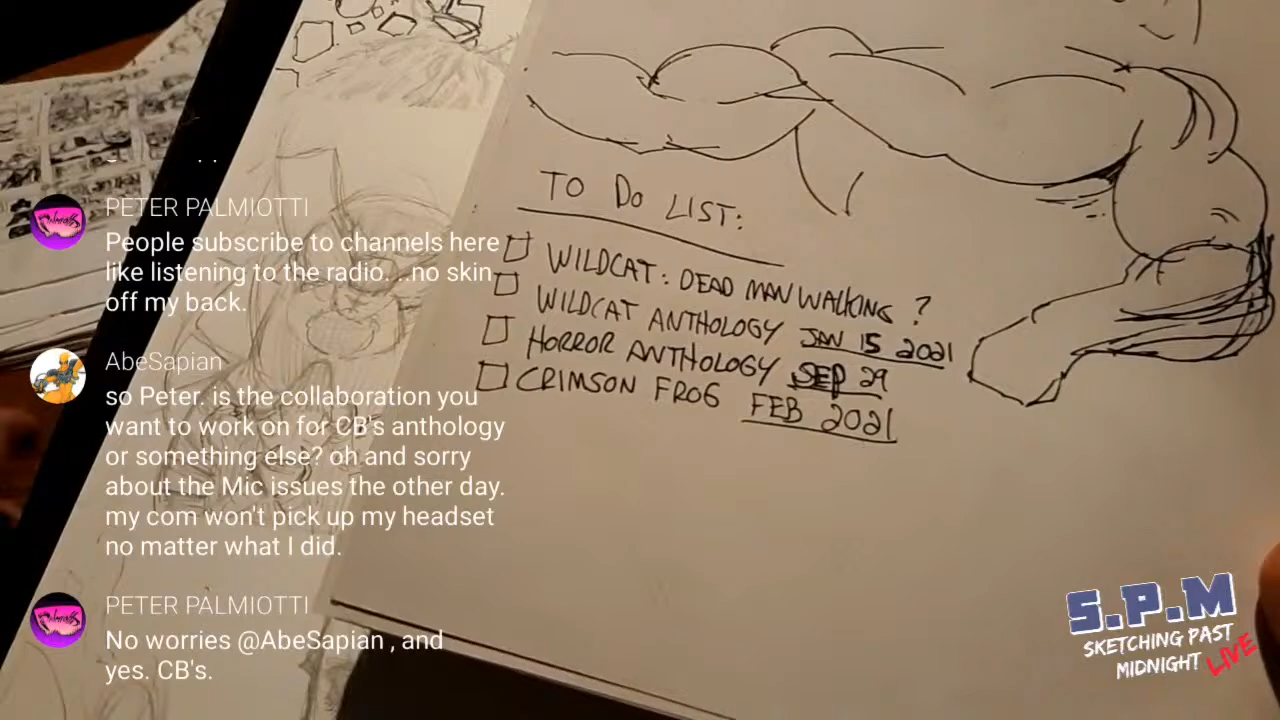 PETER PALMIOTTI
People subscribe to channels here
like listening to the radio. ...no skin
off my back.
AbeSapian
so Peter. is the collaboration you
want to work on for CB's anthology
or something else? oh and sorry
about the Mic issues the other day.
my com won't pick up my headset
no matter what I did.
PETER PALMIOTTI
No worries @AbeSapian , and
yes. CB's.
TO DO LIST:
WILDCAT: DEAD MAN WALKING ?
WILDCAT ANTHOLOGY JAN 15 2021
HORROR ANTHOLOGY SEP 29
CRIMSON FROG FEB 2021
S.P.M
SKETCHING PAST
MIDNIGHT LIVE